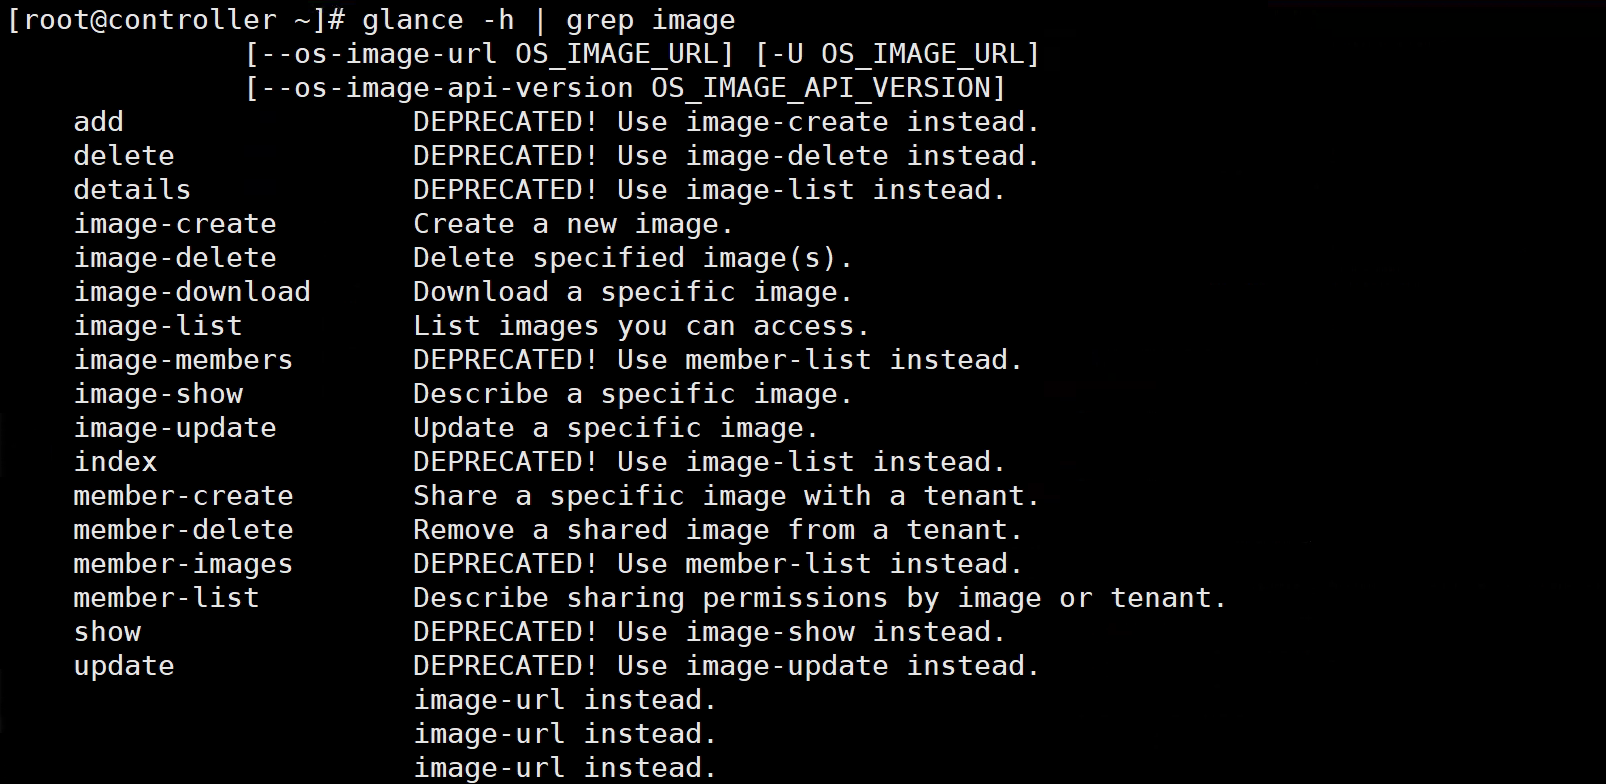 [root@controller ~]# glance -h | grep image
[--os-image-url OS_IMAGE_URL] [-U OS_IMAGE_URL]
[--os-image-api-version OS_IMAGE_API_VERSION]
add DEPRECATED! Use image-create instead.
delete DEPRECATED! Use image-delete instead.
details DEPRECATED! Use image-list instead.
image-create Create a new image.
image-delete Delete specified image(s).
image-download Download a specific image.
image-list List images you can access.
image-members DEPRECATED! Use member-list instead.
image-show Describe a specific image.
image-update Update a specific image.
index DEPRECATED! Use image-list instead.
member-create Share a specific image with a tenant.
member-delete Remove a shared image from a tenant.
member-images DEPRECATED! Use member-list instead.
member-list Describe sharing permissions by image or tenant.
show DEPRECATED! Use image-show instead.
update DEPRECATED! Use image-update instead.
image-url instead.
image-url instead.
image-url instead.